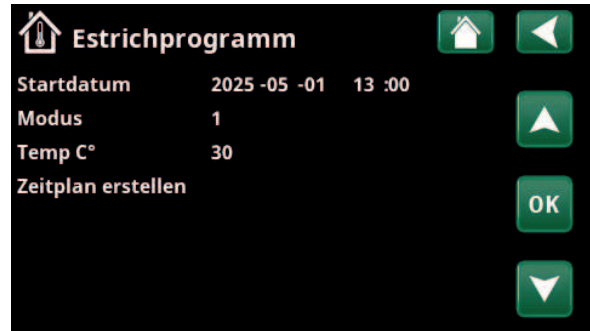 Estrichprogramm
Startdatum 2025 -05 -01 13 :00
Modus 1
Temp C° 30
Zeitplan erstellen
OK